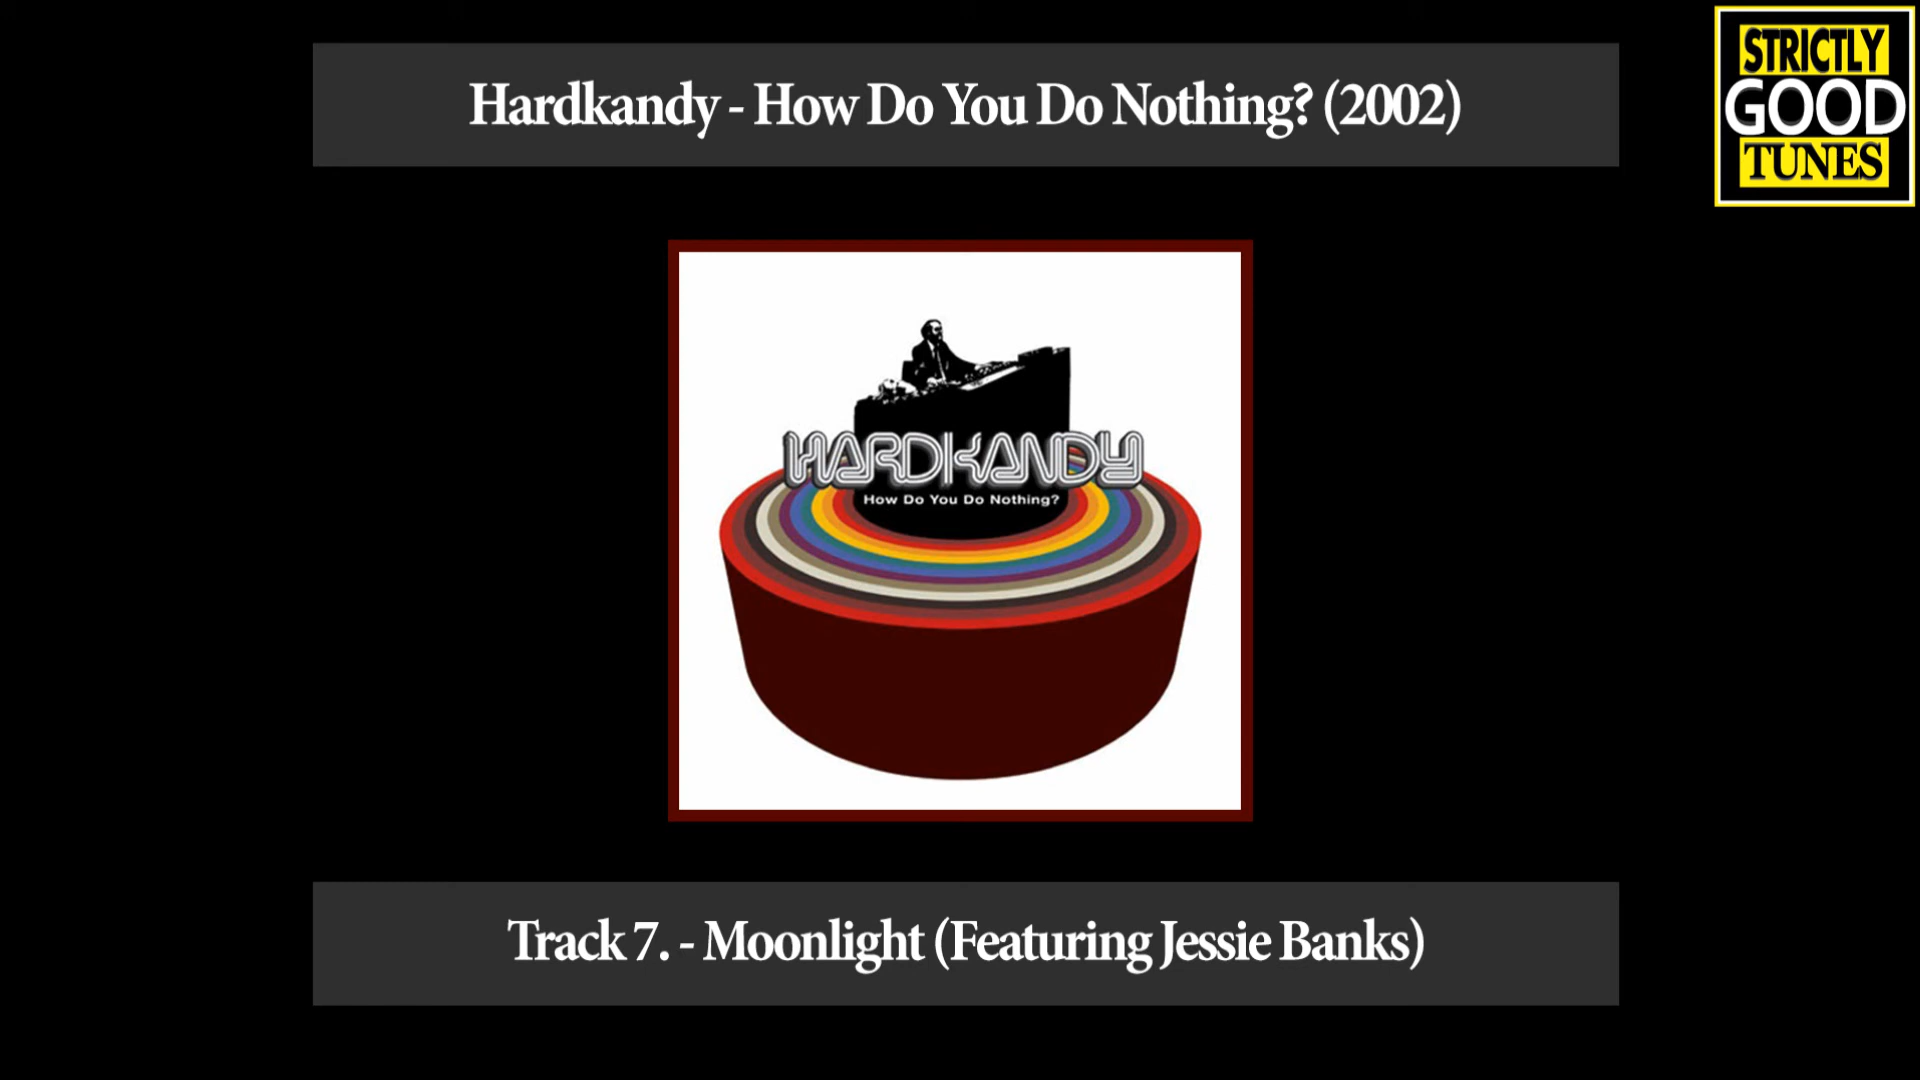 Hardkandy - How Do You Do Nothing? (2002)
STRICTLY
GOOD
TUNES
HARDKANDY
How Do You Do Nothing?
Track 7. - Moonlight (Featuring Jessie Banks)